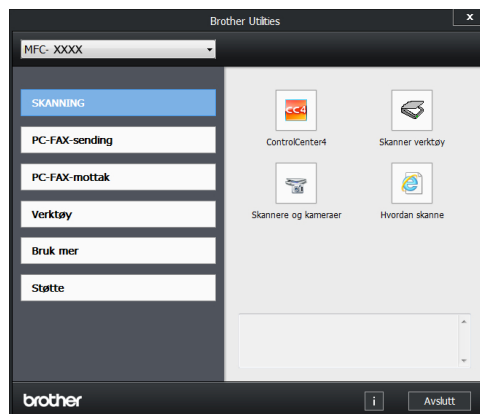 Brother Utilities
x
MFC- XXXX
SKANNING
PC-FAX-sending
PC-FAX-mottak
Verktøy
Bruk mer
Støtte
CC4
ControlCenter4
Skanner verktøy
Skannere og kameraer
Hvordan skanne
brother
i
Avslutt